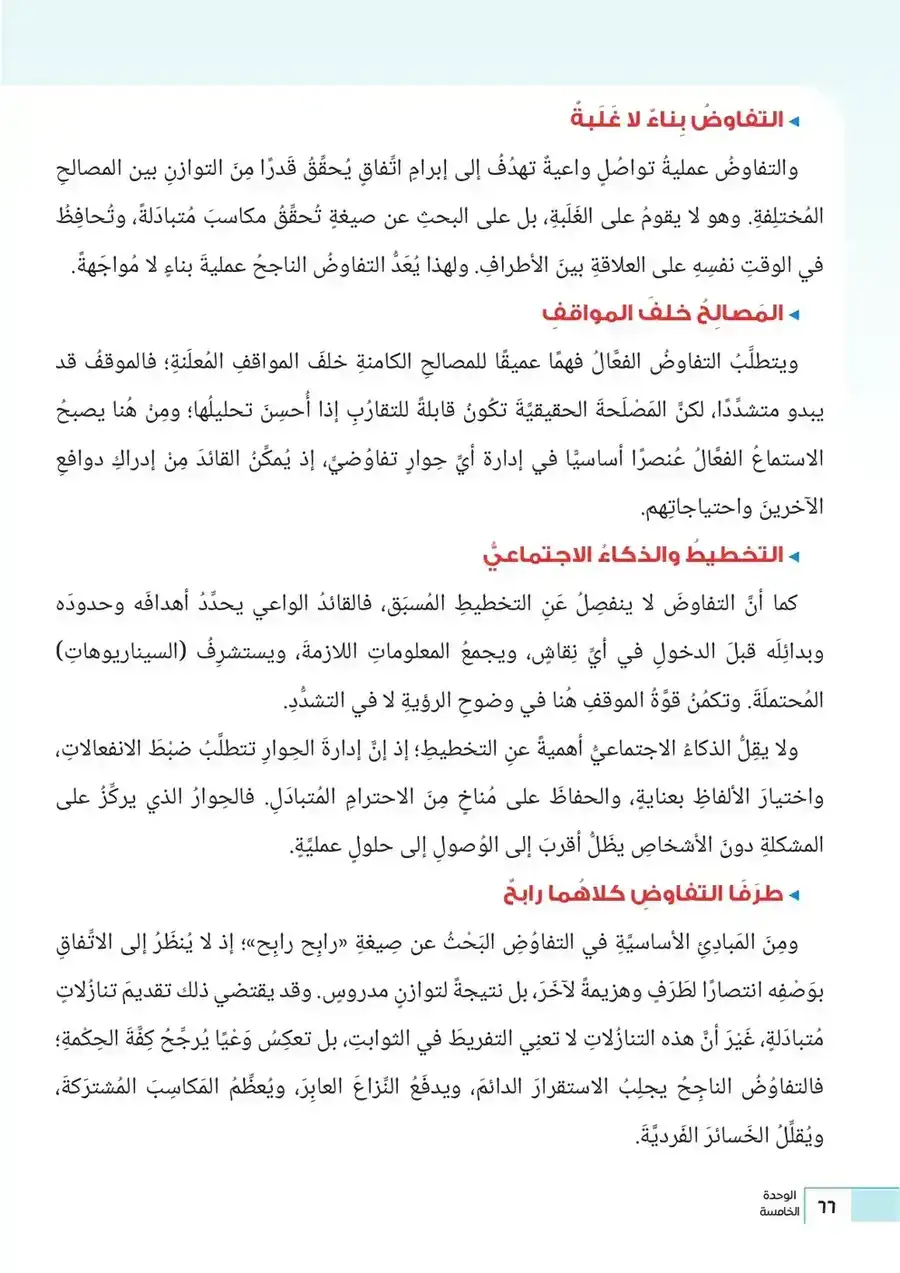 التفاوضُ بِناءٌ لا غَلَبةٌ
والتفاوضُ عمليةُ تواصُلٍ واعيةٌ تهدُفُ إلى إبرامِ اتِّفاقٍ يُحقِّقُ قَدرًا مِنَ التوازنِ بين المصالحِ
المُختلِفةِ. وهو لا يقومُ على الغَلَبةِ، بل على البحثِ عن صيغةٍ تُحقِّقُ مكاسبَ مُتبادَلةً، وتُحافِظُ
في الوقتِ نفسِهِ على العلاقةِ بينَ الأطرافِ. ولهذا يُعَدُّ التفاوضُ الناجحُ عمليةَ بناءٍ لا مُواجَهةً.
المَصالِحُ خلفَ المواقفِ
ويتطلَّبُ التفاوضُ الفعَّالُ فهمًا عميقًا للمصالحِ الكامنةِ خلفَ المواقفِ المُعلَنةِ؛ فالموقفُ قد
يبدو متشدِّدًا، لكنَّ المَصْلَحةَ الحقيقيَّةَ تكُونُ قابلةً للتقارُبِ إذا أُحسِنَ تحليلُها؛ ومِنْ هُنا يصبحُ
الاستماعُ الفعَّالُ عُنصرًا أساسيًّا في إدارة أيِّ حِوارٍ تفاوُضيٍّ، إذ يُمكِّنُ القائدَ مِنْ إدراكِ دوافعِ
الآخرينَ واحتياجاتِهم.
التخطيطُ والذكاءُ الاجتماعيُّ
كما أنَّ التفاوضَ لا ينفصِلُ عَنِ التخطيطِ المُسبَق، فالقائدُ الواعي يحدِّدُ أهدافَه وحدودَه
وبدائِلَه قبلَ الدخولِ في أيِّ نِقاشٍ، ويجمعُ المعلوماتِ اللازمةَ، ويستشرِفُ (السيناريوهاتِ)
المُحتملَةَ. وتكمُنُ قوَّةُ الموقفِ هُنا في وضوحِ الرؤيةِ لا في التشدُّدِ.
ولا يقِلُّ الذكاءُ الاجتماعيُّ أهميةً عنِ التخطيطِ؛ إذ إنَّ إدارةَ الحِوارِ تتطلَّبُ ضبْطَ الانفعالاتِ،
واختيارَ الألفاظِ بعنايةٍ، والحفاظَ على مُناخٍ مِنَ الاحترامِ المُتبادَلِ. فالحِوارُ الذي يركِّزُ على
المشكلةِ دونَ الأشخاصِ يظَلُّ أقربَ إلى الوُصولِ إلى حلولٍ عمليَّةٍ.
طرَفَا التفاوضِ كلاهُما رابحٌ
ومِنَ المَبادِئِ الأساسيَّةِ في التفاوُضِ البَحْثُ عن صِيغةِ «رابِح رابِح»؛ إذ لا يُنظَرُ إلى الاتِّفاقِ
بوَصْفِه انتصارًا لطَرَفٍ وهزيمةً لآخَرَ، بل نتيجةً لتوازنٍ مدروسٍ. وقد يقتضي ذلك تقديمَ تنازُلاتٍ
مُتبادَلةٍ، غَيْرَ أنَّ هذه التنازُلاتِ لا تعنِي التفريطَ في الثوابتِ، بل تعكِسُ وَعْيًا يُرجِّحُ كِفَّةَ الحِكْمةِ؛
فالتفاوُضُ الناجِحُ يجلِبُ الاستقرارَ الدائمَ، ويدفَعُ النِّزاعَ العابِرَ، ويُعظِّمُ المَكاسِبَ المُشترَكةَ،
ويُقلِّلُ الخَسائرَ الفَرديَّةَ.
٦٦
الوحدة
الخامسة